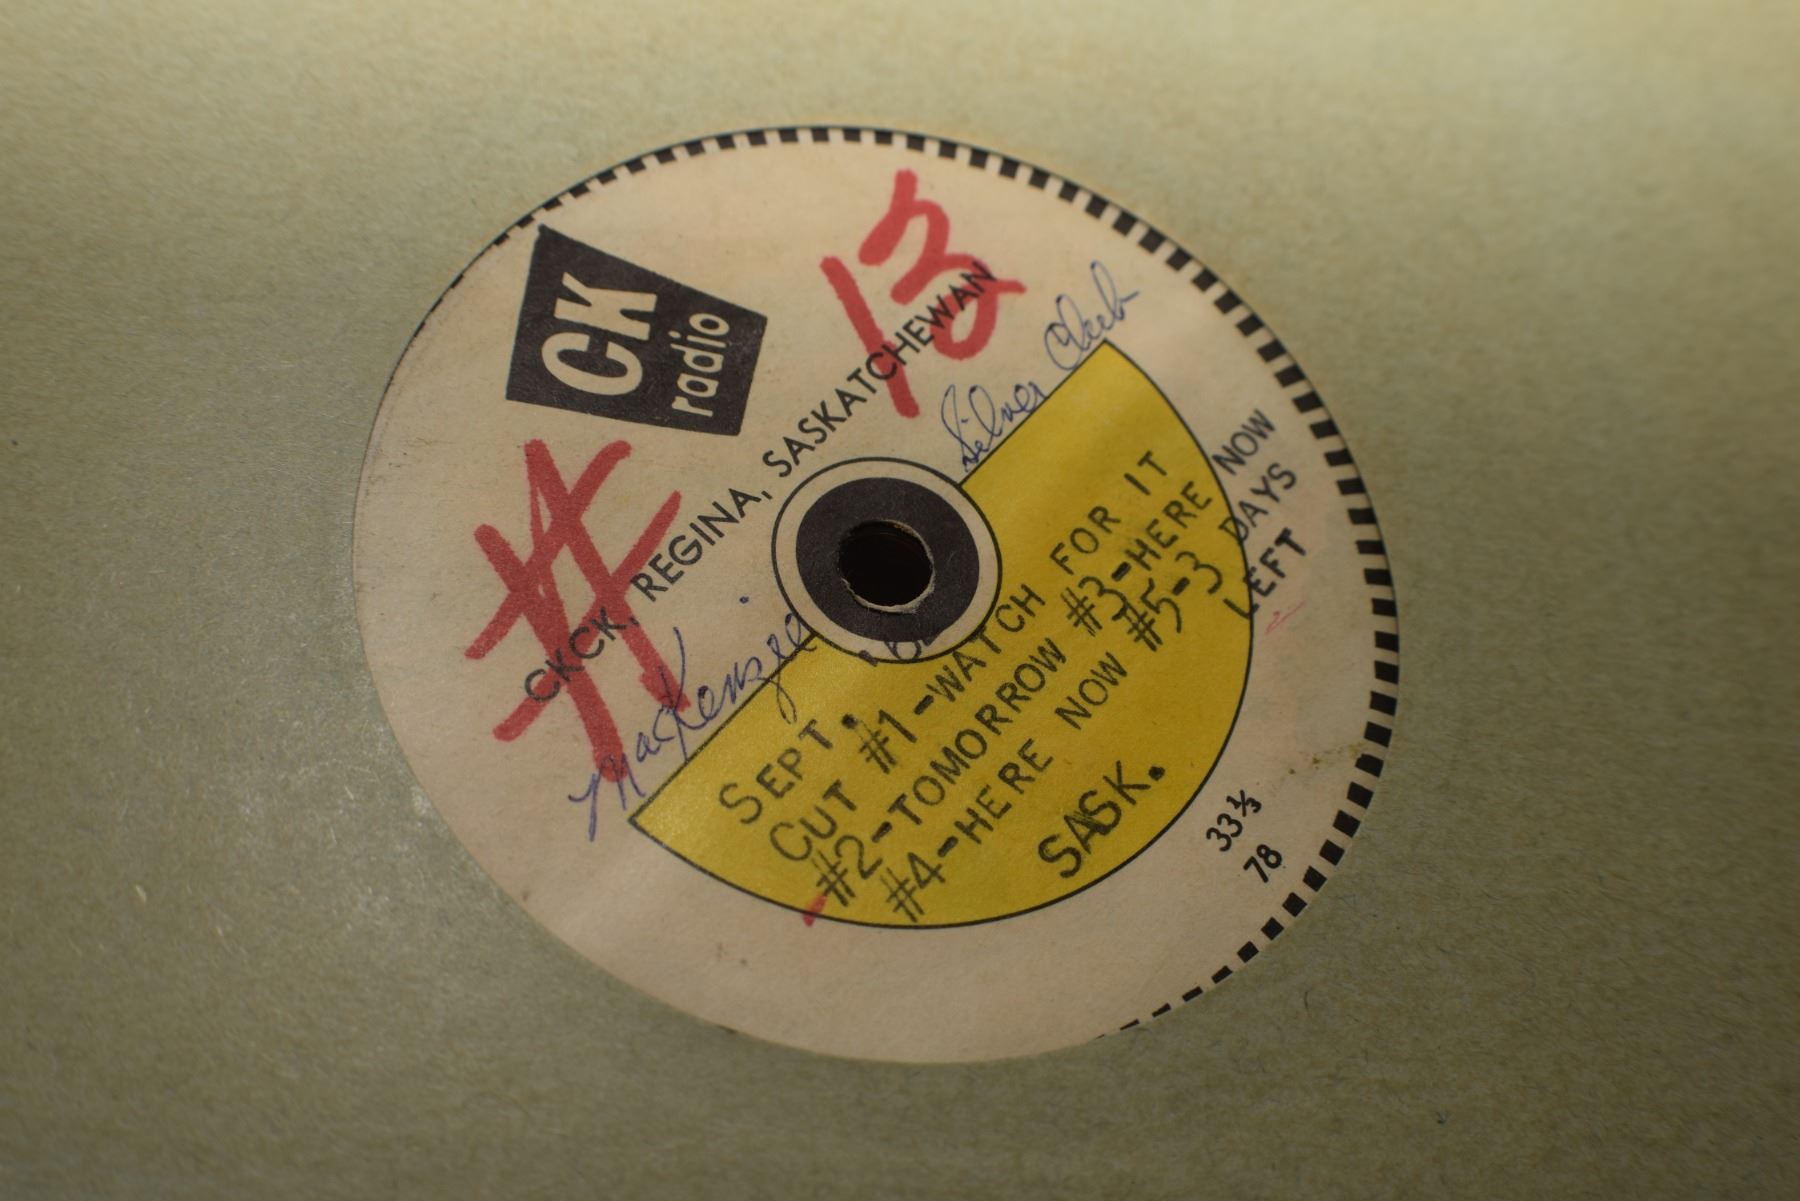 CK
radio
# 13
CKCK, REGINA, SASKATCHEWAN
MacKenzie Silver Club
SEPT.
CUT #1-WATCH FOR IT
#2-TOMORROW #3-HERE NOW
#4-HERE NOW #5-3 DAYS
LEFT
SASK.
33⅓
78